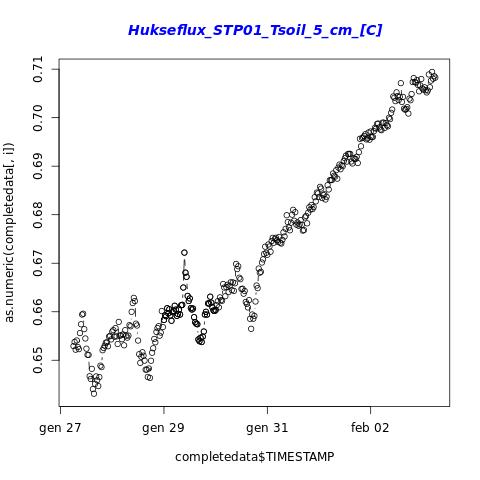 Hukseflux_STP01_Tsoil_5_cm_[C]
as.numeric(completedata[, i])
0.71
0.70
0.69
0.68
0.67
0.66
0.65
gen 27 gen 29 gen 31 feb 02
completedata$TIMESTAMP